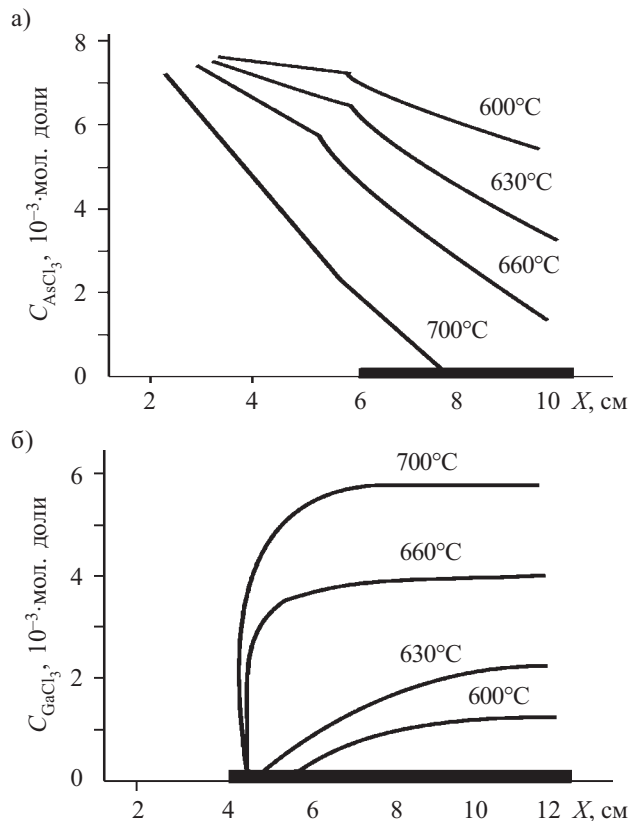 а)
8
6
4
2
0
C_AsCl₃, 10⁻³·мол. доли
600°C
630°C
660°C
700°C
2 4 6 8 10 X, см
б)
6
4
2
0
C_GaCl₃, 10⁻³·мол. доли
700°C
660°C
630°C
600°C
2 4 6 8 10 12 X, см